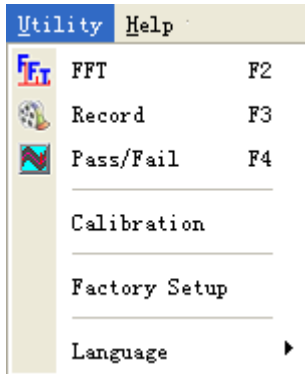 Utility Help
FFT F2
Record F3
Pass/Fail F4
Calibration
Factory Setup
Language